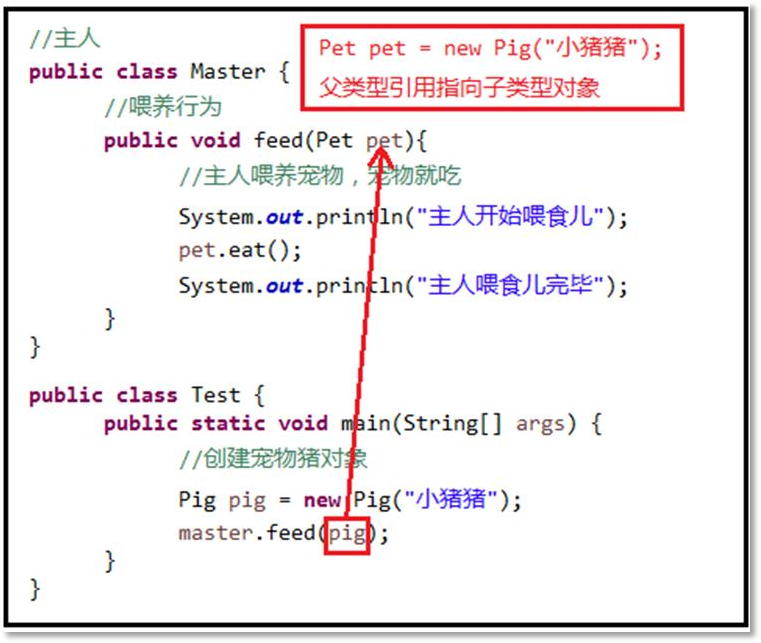 //主人
public class Master {
Pet pet = new Pig("小猪猪");
父类型引用指向子类型对象
//喂养行为
public void feed(Pet pet){
//主人喂养宠物，宠物就吃
System.out.println("主人开始喂食儿");
pet.eat();
System.out.println("主人喂食儿完毕");
}
}
public class Test {
public static void main(String[] args) {
//创建宠物猪对象
Pig pig = new Pig("小猪猪");
master.feed(pig);
}
}